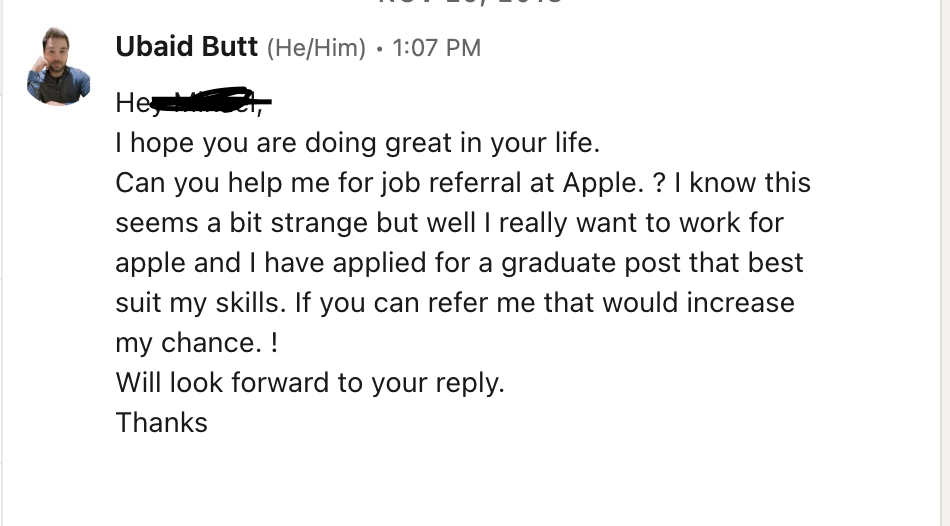 Ubaid Butt (He/Him) • 1:07 PM
Hey
I hope you are doing great in your life.
Can you help me for job referral at Apple. ? I know this
seems a bit strange but well I really want to work for
apple and I have applied for a graduate post that best
suit my skills. If you can refer me that would increase
my chance. !
Will look forward to your reply.
Thanks